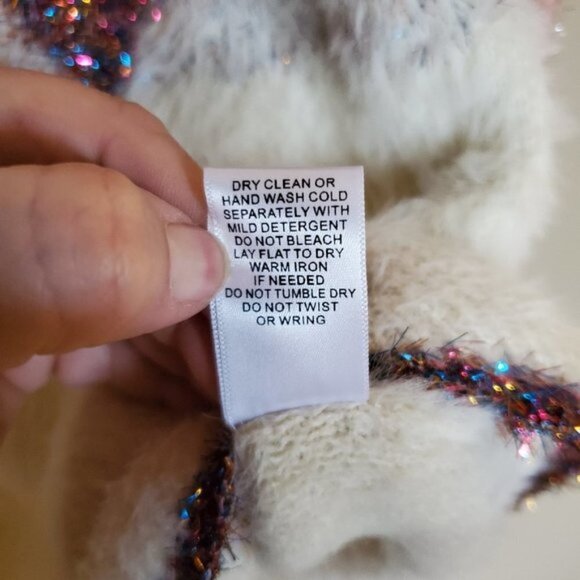 DRY CLEAN OR
HAND WASH COLD
SEPARATELY WITH
MILD DETERGENT
DO NOT BLEACH
LAY FLAT TO DRY
WARM IRON
IF NEEDED
DO NOT TUMBLE DRY
DO NOT TWIST
OR WRING